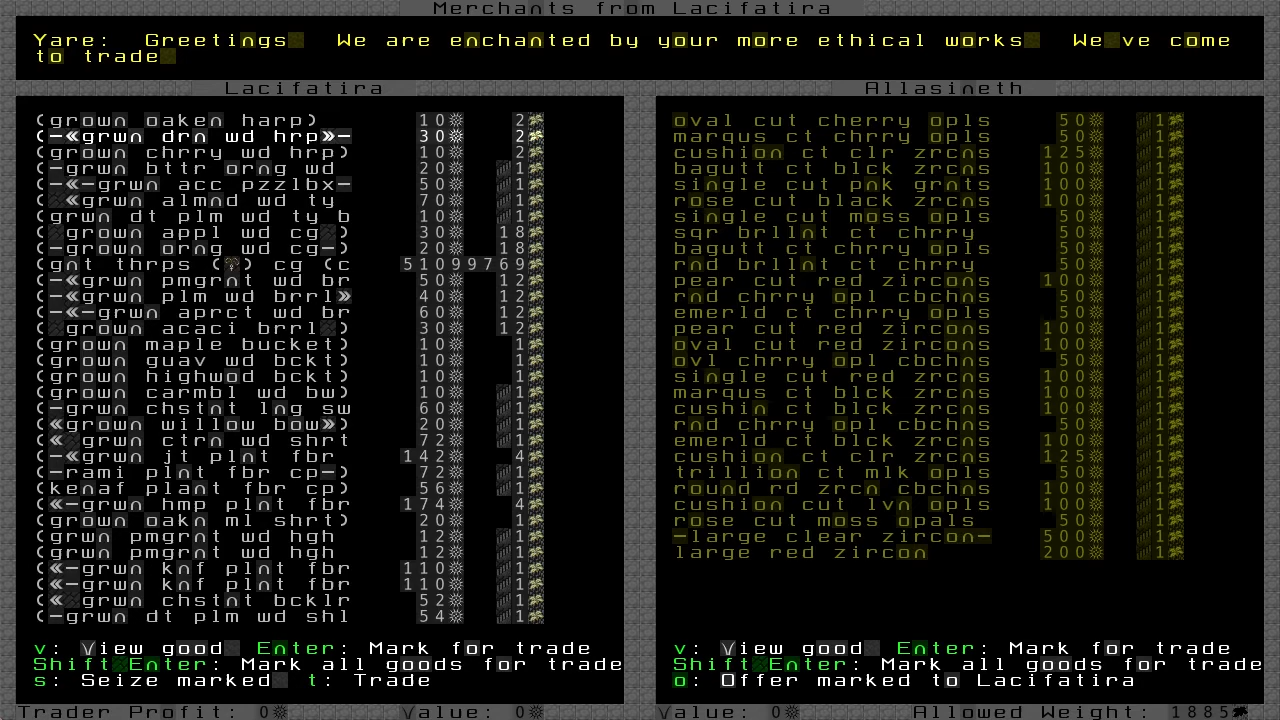 Merchants from Lacifatira
Yare: Greetings We are enchanted by your more ethical works We ve come
to trade
Lacifatira
Allasineth
(grown oaken harp) 10☼ 2
-«grwn drn wd hrp»- 30☼ 2
(grown chrry wd hrp) 10☼ 2
(-grown bttr orng wd 20☼ 1
(-«-grwn acc pzzlbx- 50☼ 1
( «grown almnd wd ty 70☼ 1
(grwn dt plm wd ty b 10☼ 1
( grown appl wd cg ) 30☼ 18
(-grown orng wd cg-) 20☼ 18
(gnt thrps ( ) cg (c 51099769
(-«grown pmgrnt wd br 50☼ 12
(-«grown plm wd brrl» 40☼ 12
(-«-grwn aprct wd br 60☼ 12
( grown acaci brrl ) 30☼ 12
(grown maple bucket) 10☼ 1
(grown guav wd bckt) 10☼ 1
(grown highwod bckt) 10☼ 1
(grown carmbl wd bw) 10☼ 1
(-grwn chstnt lng sw 60☼ 1
(«grown willow bow») 20☼ 1
(« grown ctrn wd shrt 72☼ 1
(-«grown jt plnt fbr 142☼ 4
(-rami plnt fbr cp-) 72☼ 1
(kenaf plant fbr cp) 56☼ 1
(-«grown hmp plnt fbr 174☼ 4
(grown oakn ml shrt) 20☼ 1
(grwn pmgrnt wd hgh 12☼ 1
(grwn pmgrnt wd hgh 12☼ 1
(«-grwn knf plnt fbr 110☼ 1
(«-grwn knf plnt fbr 110☼ 1
(« grwn chstnt bcklr 52☼ 1
(-grwn dt plm wd shl 54☼ 1
v: View good Enter: Mark for trade
Shift Enter: Mark all goods for trade
s: Seize marked t: Trade
oval cut cherry opls 50☼ 1
marqus ct chrry opls 50☼ 1
cushion ct clr zrcns 125☼ 1
bagutt ct blck zrcns 100☼ 1
single cut pnk grnts 100☼ 1
rose cut black zrcns 100☼ 1
single cut moss opls 50☼ 1
sqr brllnt ct chrry 50☼ 1
bagutt ct chrry opls 50☼ 1
rnd brllnt ct chrry 50☼ 1
pear cut red zircons 100☼ 1
rnd chrry opl cbchns 50☼ 1
emerld ct chrry opls 50☼ 1
pear cut red zircons 100☼ 1
oval cut red zircons 100☼ 1
ovl chrry opl cbchns 50☼ 1
single cut red zrcns 100☼ 1
marqus ct blck zrcns 100☼ 1
cushin ct blck zrcns 100☼ 1
rnd chrry opl cbchns 50☼ 1
emerld ct blck zrcns 100☼ 1
cushion ct clr zrcns 125☼ 1
trillion ct mlk opls 50☼ 1
round rd zrcn cbchns 100☼ 1
cushion cut lvn opls 100☼ 1
rose cut moss opals 50☼ 1
-large clear zircon- 500☼ 1
large red zircon 200☼ 1
v: View good Enter: Mark for trade
Shift Enter: Mark all goods for trade
o: Offer marked to Lacifatira
Trader Profit: 0☼ Value: 0☼ Value: 0☼ Allowed Weight: 1885